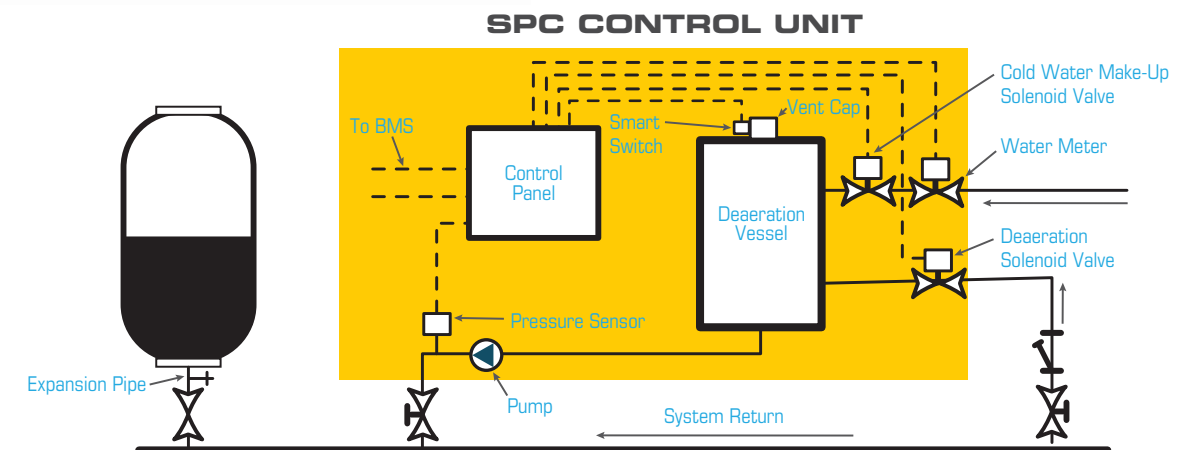 SPC CONTROL UNIT
Cold Water Make-Up
Solenoid Valve
Vent Cap
Smart
Switch
To BMS
Water Meter
Control
Panel
Deaeration
Vessel
Deaeration
Solenoid Valve
Pressure Sensor
Expansion Pipe
Pump
System Return